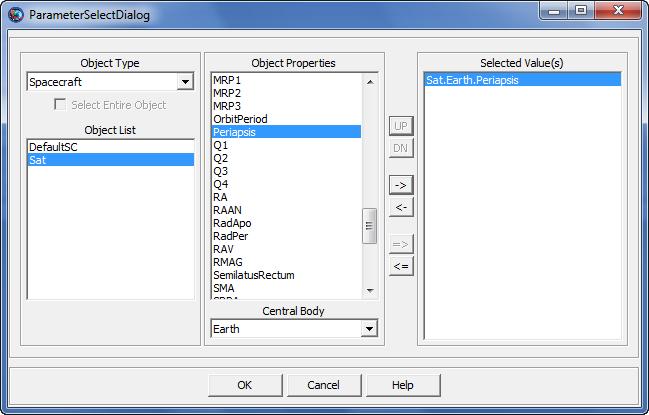 ParameterSelectDialog
Object Type
Spacecraft
Select Entire Object
Object List
DefaultSC
Sat
Object Properties
MRP1
MRP2
MRP3
OrbitPeriod
Periapsis
Q1
Q2
Q3
Q4
RA
RAAN
RadApo
RadPer
RAV
RMAG
SemilatusRectum
SMA
Central Body
Earth
UP
DN
->
<-
=>
<=
Selected Value(s)
Sat.Earth.Periapsis
OK
Cancel
Help